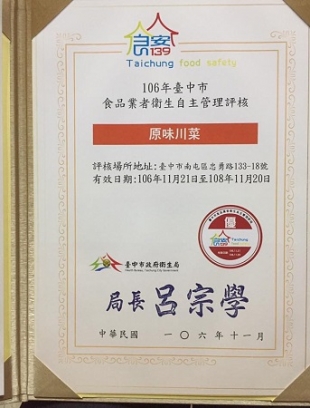 食安139
Taichung food safety
106年臺中市
食品業者衛生自主管理評核
原味川菜
評核場所地址:臺中市南屯區忠勇路133-18號
有效日期:106年11月21日至108年11月20日
優
Taichung
臺中市政府衛生局
局長 呂宗學
中華民國 一〇六年十一月